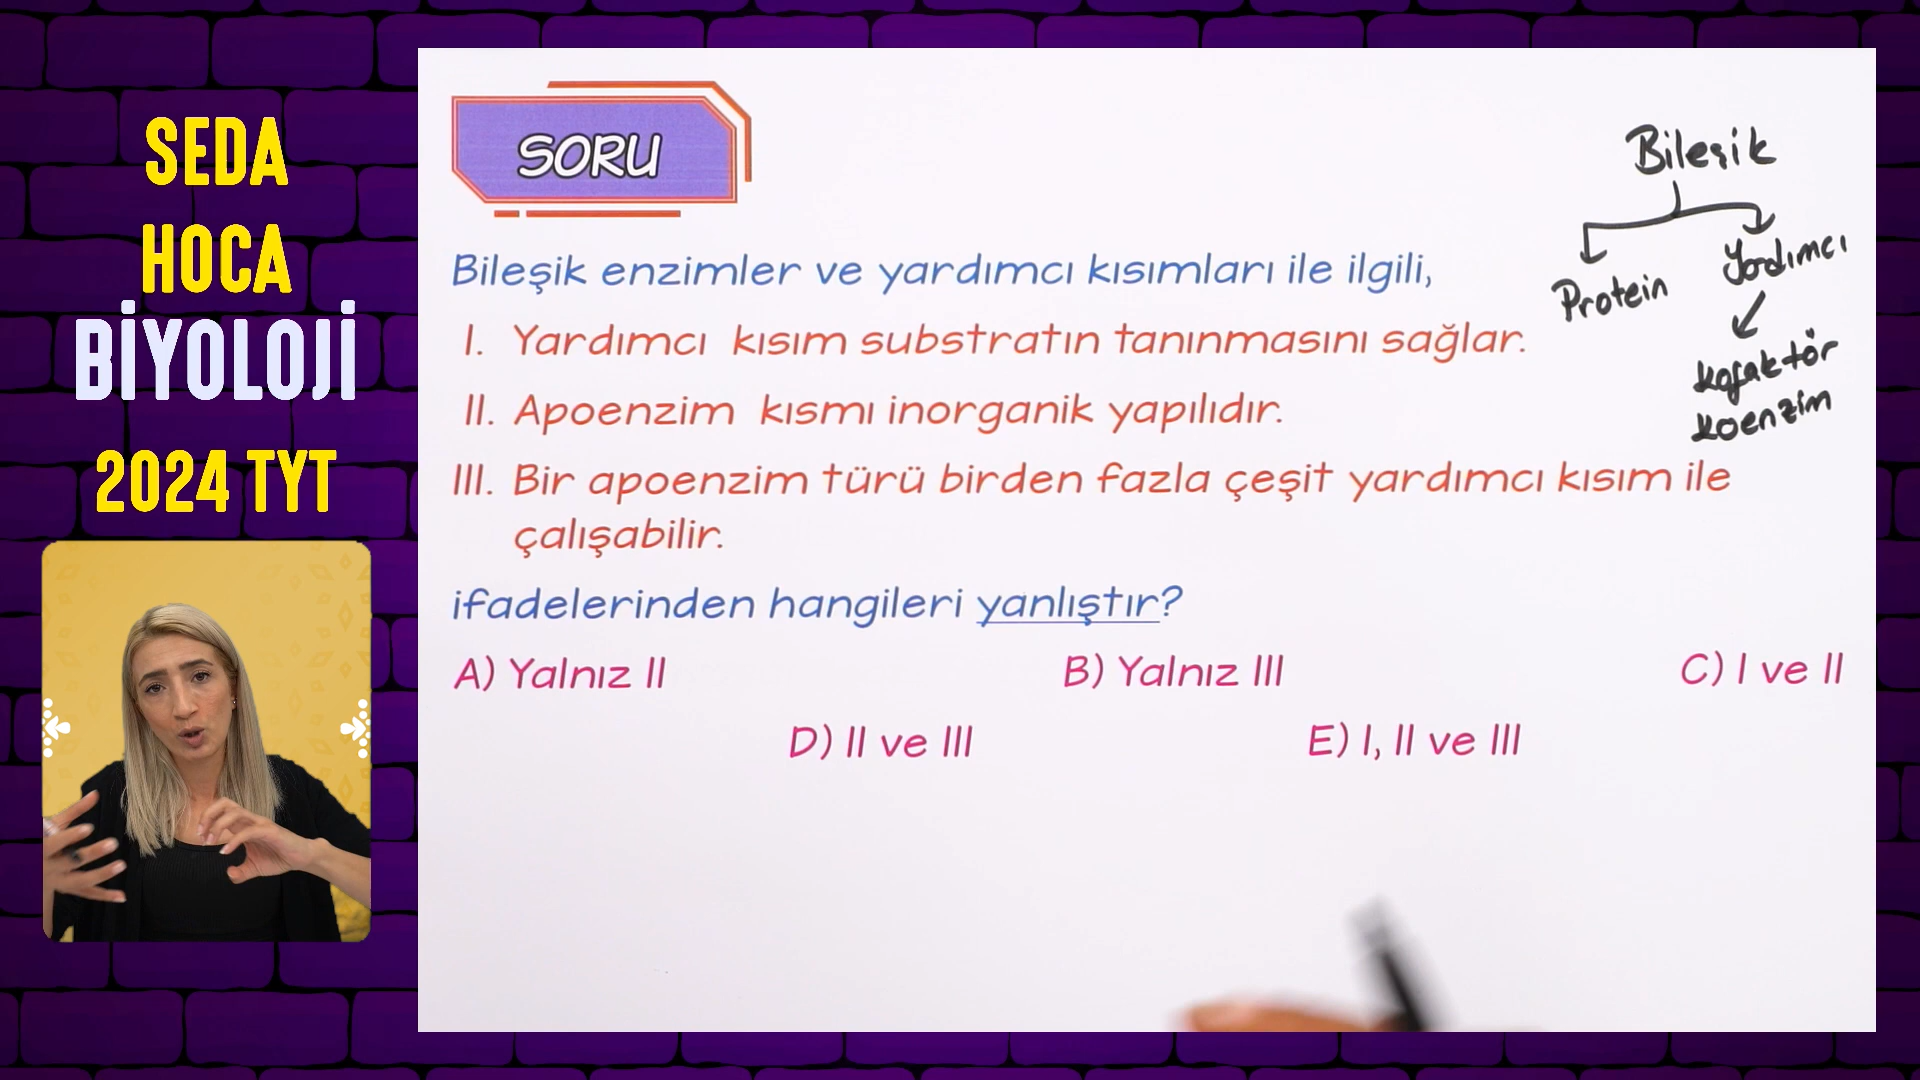 SEDA
HOCA
BİYOLOJİ
2024 TYT
SORU
Bileşik enzimler ve yardımcı kısımları ile ilgili,
I. Yardımcı kısım substratın tanınmasını sağlar.
II. Apoenzim kısmı inorganik yapılıdır.
III. Bir apoenzim türü birden fazla çeşit yardımcı kısım ile
çalışabilir.
ifadelerinden hangileri yanlıştır?
A) Yalnız II B) Yalnız III C) I ve II
D) II ve III E) I, II ve III
Bileşik
Protein Yardımcı
kofaktör
koenzim